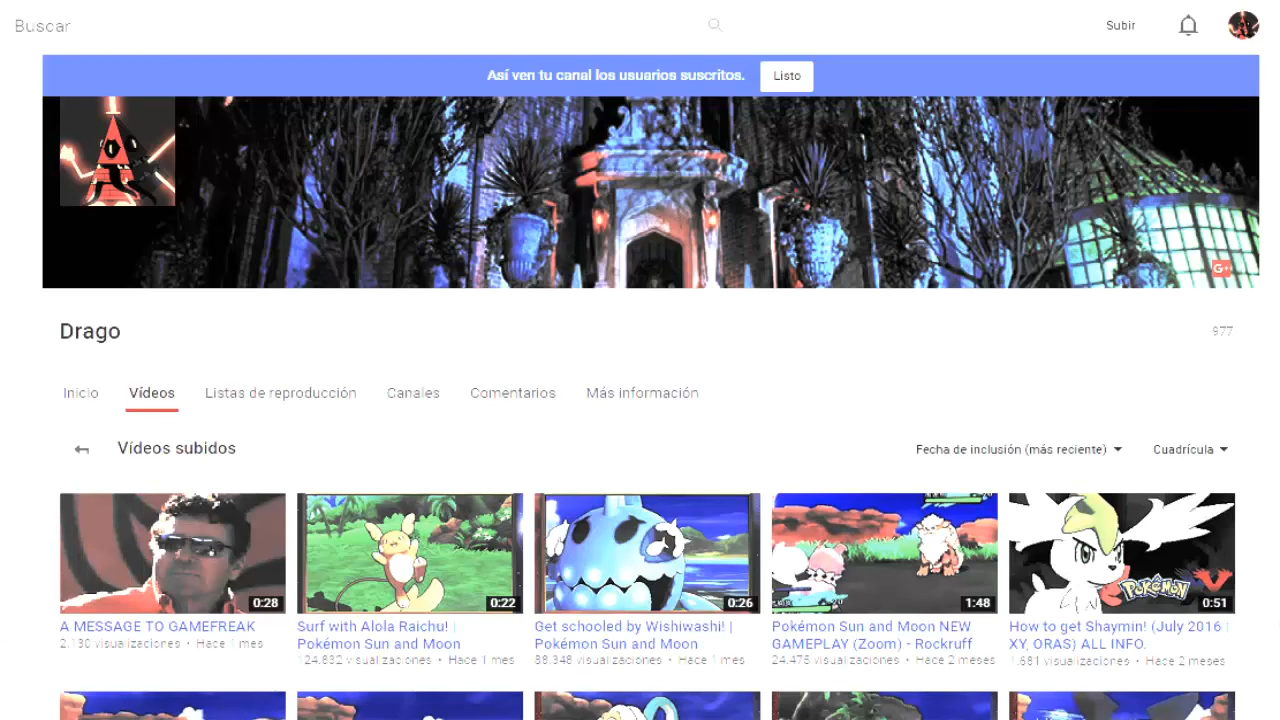 Buscar
Subir
Así ven tu canal los usuarios suscritos.
Listo
G+
Drago
977
Inicio
Vídeos
Listas de reproducción
Canales
Comentarios
Más información
Vídeos subidos
Fecha de inclusión (más reciente)
Cuadrícula
0:28
0:22
0:26
1:48
POKéMON
0:51
A MESSAGE TO GAMEFREAK
2.130 visualizaciones • Hace 1 mes
Surf with Alola Raichu! |
Pokémon Sun and Moon
124.832 visualizaciones • Hace 1 mes
Get schooled by Wishiwashi! |
Pokémon Sun and Moon
88.348 visualizaciones • Hace 1 mes
Pokémon Sun and Moon NEW
GAMEPLAY (Zoom) - Rockruff
24.475 visualizaciones • Hace 2 meses
How to get Shaymin! (July 2016 |
XY, ORAS) ALL INFO.
1.681 visualizaciones • Hace 2 meses